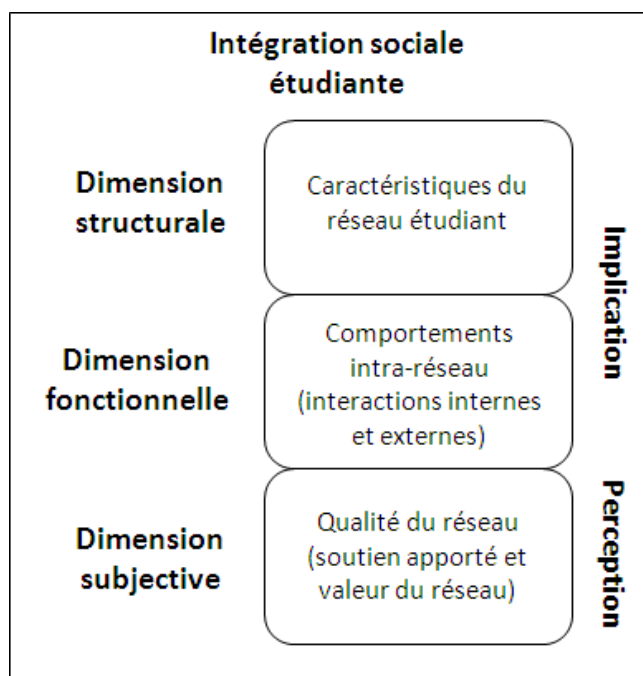 Intégration sociale
étudiante
Dimension
structurale
Caractéristiques du
réseau étudiant
Implication
Dimension
fonctionnelle
Comportements
intra-réseau
(interactions internes
et externes)
Dimension
subjective
Qualité du réseau
(soutien apporté et
valeur du réseau)
Perception